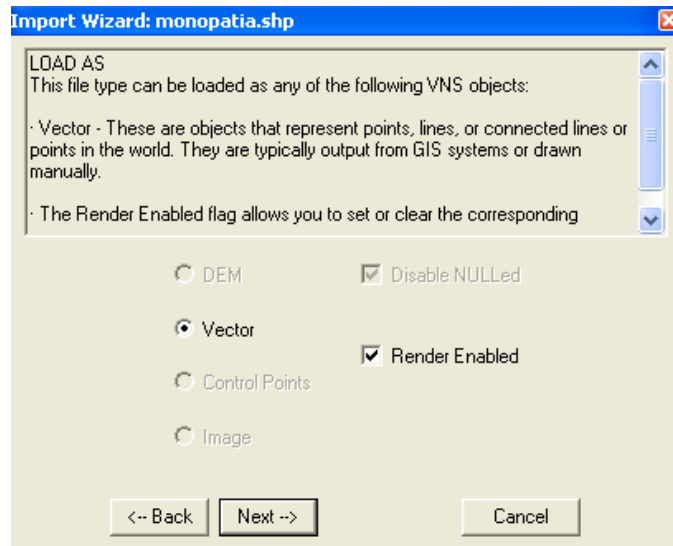 Import Wizard: monopatia.shp
LOAD AS
This file type can be loaded as any of the following VNS objects:
· Vector - These are objects that represent points, lines, or connected lines or
points in the world. They are typically output from GIS systems or drawn
manually.
· The Render Enabled flag allows you to set or clear the corresponding
DEM
Disable NULLed
Vector
Render Enabled
Control Points
Image
<-- Back
Next -->
Cancel